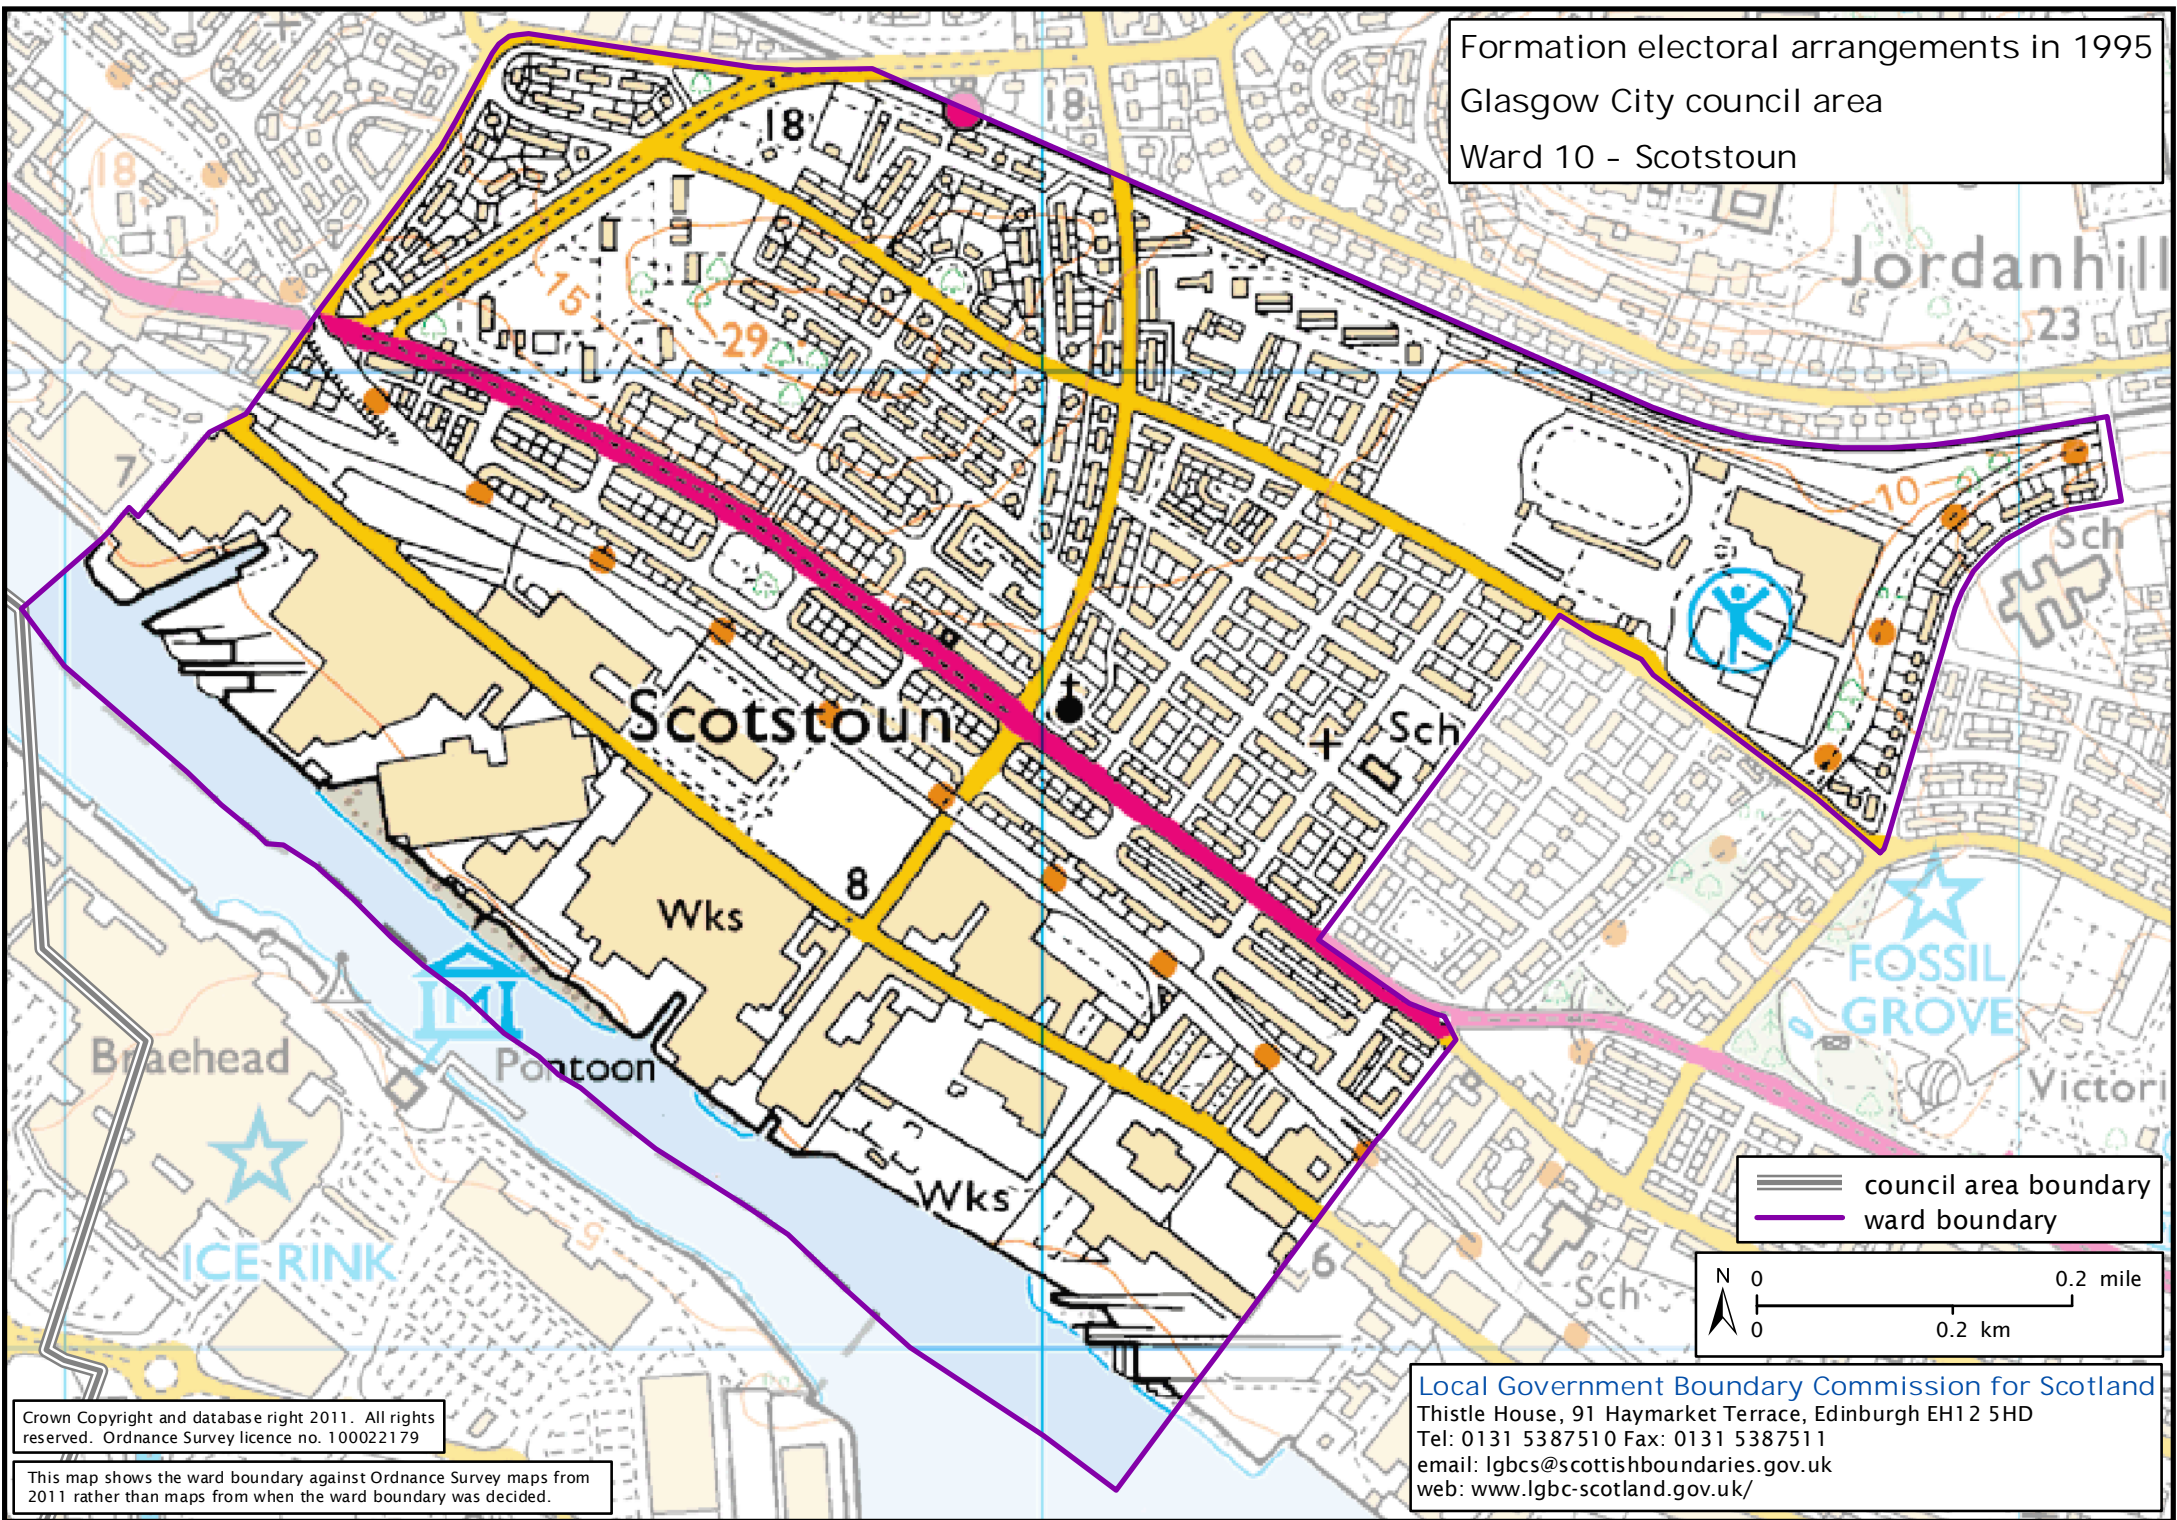 Formation electoral arrangements in 1995
Glasgow City council area
Ward 10 - Scotstoun
18
18
18
Jordanhill
23
15
29
7
10
Sch
Scotstoun
Sch
8
8
Wks
FOSSIL
GROVE
Braehead
Pontoon
M
Victori
Wks
ICE RINK
5
6
Sch
council area boundary
ward boundary
N
0
0.2 mile
0
0.2 km
Local Government Boundary Commission for Scotland
Thistle House, 91 Haymarket Terrace, Edinburgh EH12 5HD
Tel: 0131 5387510 Fax: 0131 5387511
email: lgbcs@scottishboundaries.gov.uk
web: www.lgbc-scotland.gov.uk/
Crown Copyright and database right 2011. All rights
reserved. Ordnance Survey licence no. 100022179
This map shows the ward boundary against Ordnance Survey maps from
2011 rather than maps from when the ward boundary was decided.